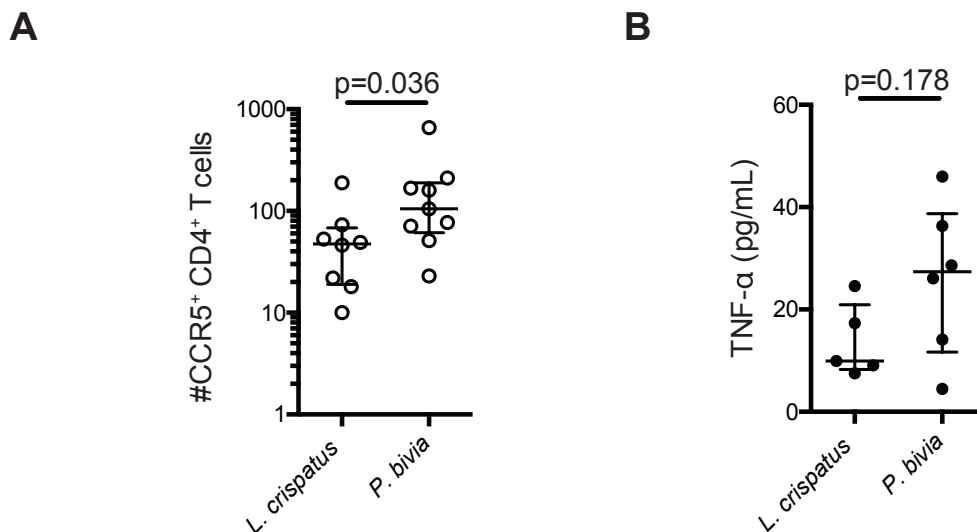 A
p=0.036
#CCR5⁺ CD4⁺ T cells
1000
100
10
1
L. crispatus
P. bivia
B
p=0.178
TNF-α (pg/mL)
60
40
20
0
L. crispatus
P. bivia